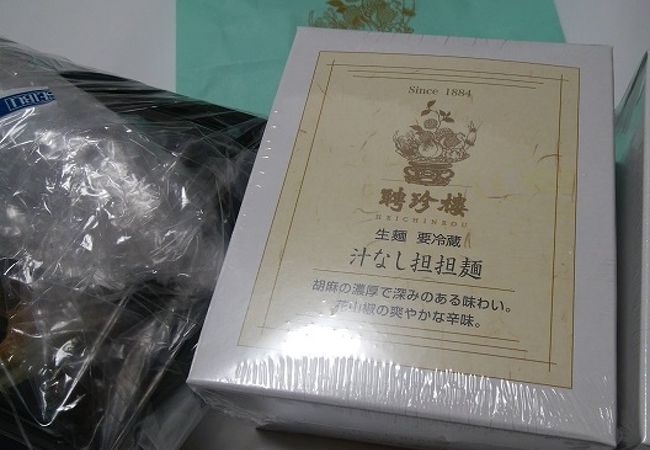 Since 1884
聘珍樓
HEICHINROU
生麺 要冷蔵
汁なし担担麺
胡麻の濃厚で深みのある味わい。
花山椒の爽やかな辛味。